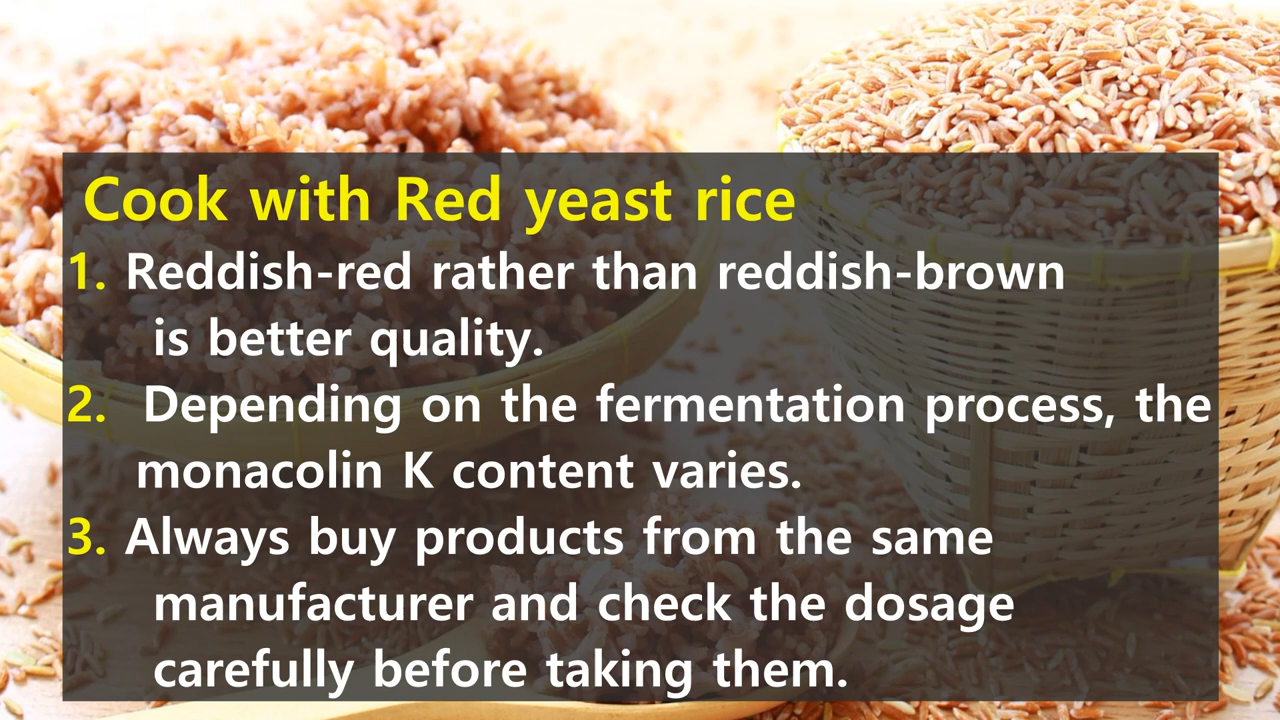 Cook with Red yeast rice
1. Reddish-red rather than reddish-brown
is better quality.
2. Depending on the fermentation process, the
monacolin K content varies.
3. Always buy products from the same
manufacturer and check the dosage
carefully before taking them.